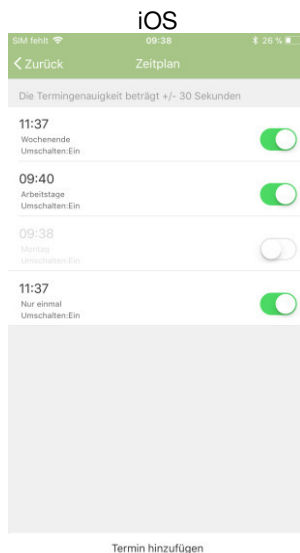 iOS
SIM fehlt 09:38 26 %
Zurück Zeitplan
Die Termingenauigkeit beträgt +/- 30 Sekunden
11:37
Wochenende
Umschalten:Ein
09:40
Arbeitstage
Umschalten:Ein
09:38
Montag
Umschalten:Ein
11:37
Nur einmal
Umschalten:Ein
Termin hinzufügen